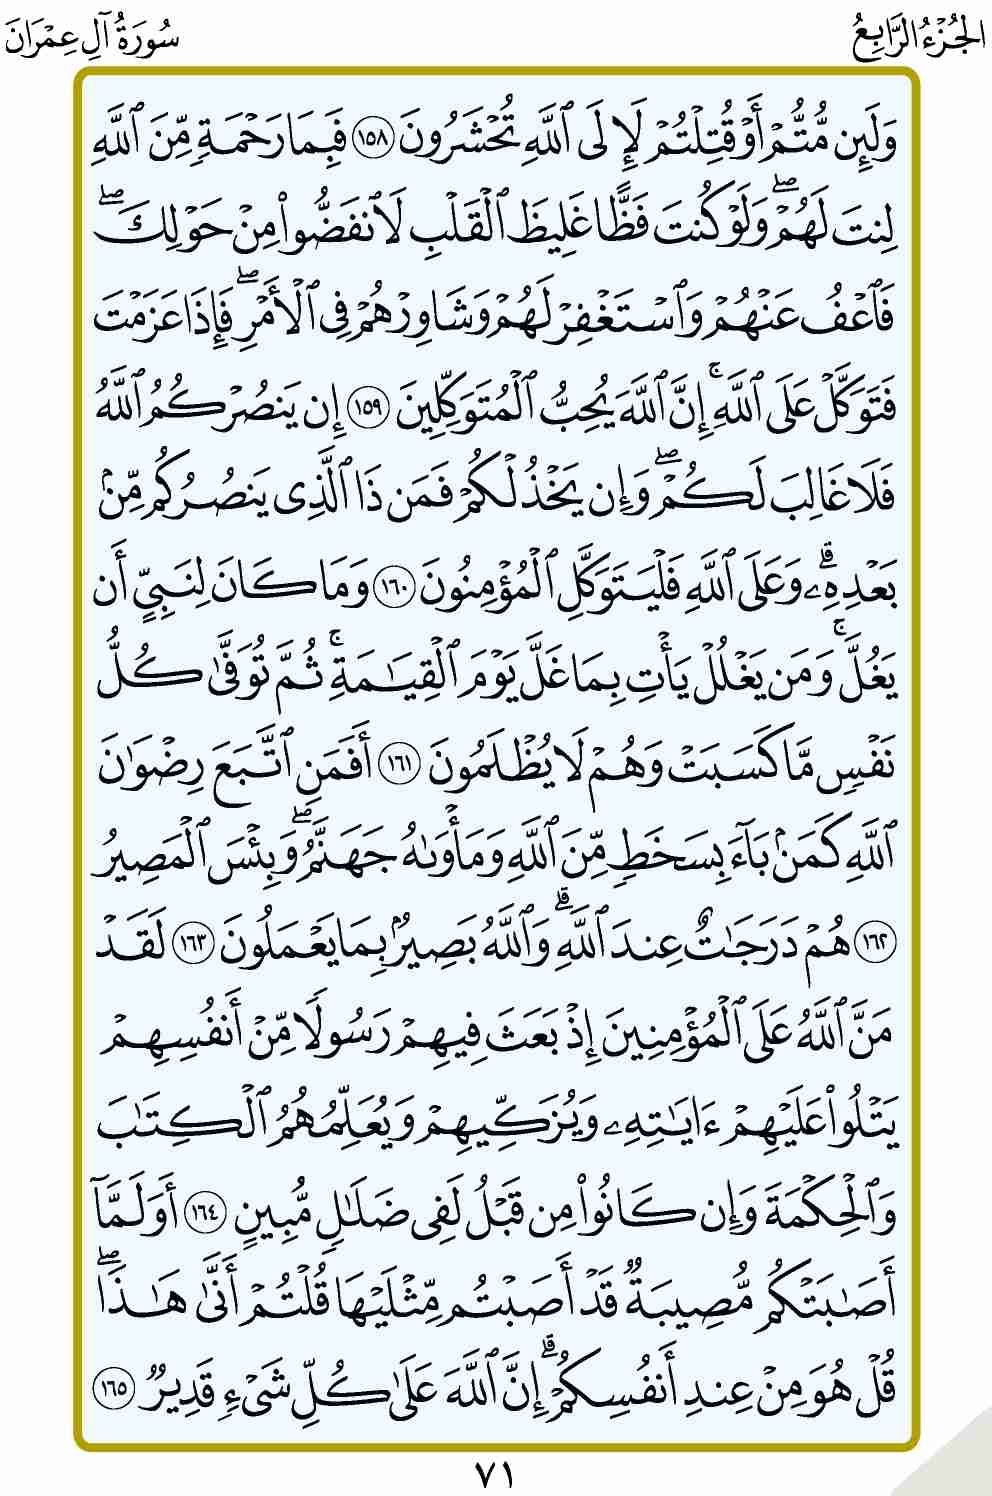 الجُزْءُ الرَّابِعُ
سُورَةُ آلِ عِمْرَانَ
وَلَئِن مُّتُّمْ أَوْ قُتِلْتُمْ لَإِلَى ٱللَّهِ تُحْشَرُونَ ١٥٨ فَبِمَا رَحْمَةٍ مِّنَ ٱللَّهِ
لِنتَ لَهُمْ ۖ وَلَوْ كُنتَ فَظًّا غَلِيظَ ٱلْقَلْبِ لَٱنفَضُّوا۟ مِنْ حَوْلِكَ ۖ
فَٱعْفُ عَنْهُمْ وَٱسْتَغْفِرْ لَهُمْ وَشَاوِرْهُمْ فِى ٱلْأَمْرِ ۖ فَإِذَا عَزَمْتَ
فَتَوَكَّلْ عَلَى ٱللَّهِ ۚ إِنَّ ٱللَّهَ يُحِبُّ ٱلْمُتَوَكِّلِينَ ١٥٩ إِن يَنصُرْكُمُ ٱللَّهُ
فَلَا غَالِبَ لَكُمْ ۖ وَإِن يَخْذُلْكُمْ فَمَن ذَا ٱلَّذِى يَنصُرُكُم مِّنۢ
بَعْدِهِۦ ۗ وَعَلَى ٱللَّهِ فَلْيَتَوَكَّلِ ٱلْمُؤْمِنُونَ ١٦٠ وَمَا كَانَ لِنَبِىٍّ أَن
يَغُلَّ ۚ وَمَن يَغْلُلْ يَأْتِ بِمَا غَلَّ يَوْمَ ٱلْقِيَـٰمَةِ ۚ ثُمَّ تُوَفَّىٰ كُلُّ
نَفْسٍ مَّا كَسَبَتْ وَهُمْ لَا يُظْلَمُونَ ١٦١ أَفَمَنِ ٱتَّبَعَ رِضْوَٰنَ
ٱللَّهِ كَمَنۢ بَآءَ بِسَخَطٍ مِّنَ ٱللَّهِ وَمَأْوَىٰهُ جَهَنَّمُ ۖ وَبِئْسَ ٱلْمَصِيرُ
١٦٢ هُمْ دَرَجَـٰتٌ عِندَ ٱللَّهِ ۗ وَٱللَّهُ بَصِيرٌۢ بِمَا يَعْمَلُونَ ١٦٣ لَقَدْ
مَنَّ ٱللَّهُ عَلَى ٱلْمُؤْمِنِينَ إِذْ بَعَثَ فِيهِمْ رَسُولًا مِّنْ أَنفُسِهِمْ
يَتْلُوا۟ عَلَيْهِمْ ءَايَـٰتِهِۦ وَيُزَكِّيهِمْ وَيُعَلِّمُهُمُ ٱلْكِتَـٰبَ
وَٱلْحِكْمَةَ وَإِن كَانُوا۟ مِن قَبْلُ لَفِى ضَلَـٰلٍ مُّبِينٍ ١٦٤ أَوَلَمَّآ
أَصَـٰبَتْكُم مُّصِيبَةٌ قَدْ أَصَبْتُم مِّثْلَيْهَا قُلْتُمْ أَنَّىٰ هَـٰذَا ۖ
قُلْ هُوَ مِنْ عِندِ أَنفُسِكُمْ ۗ إِنَّ ٱللَّهَ عَلَىٰ كُلِّ شَىْءٍ قَدِيرٌ ١٦٥
٧١